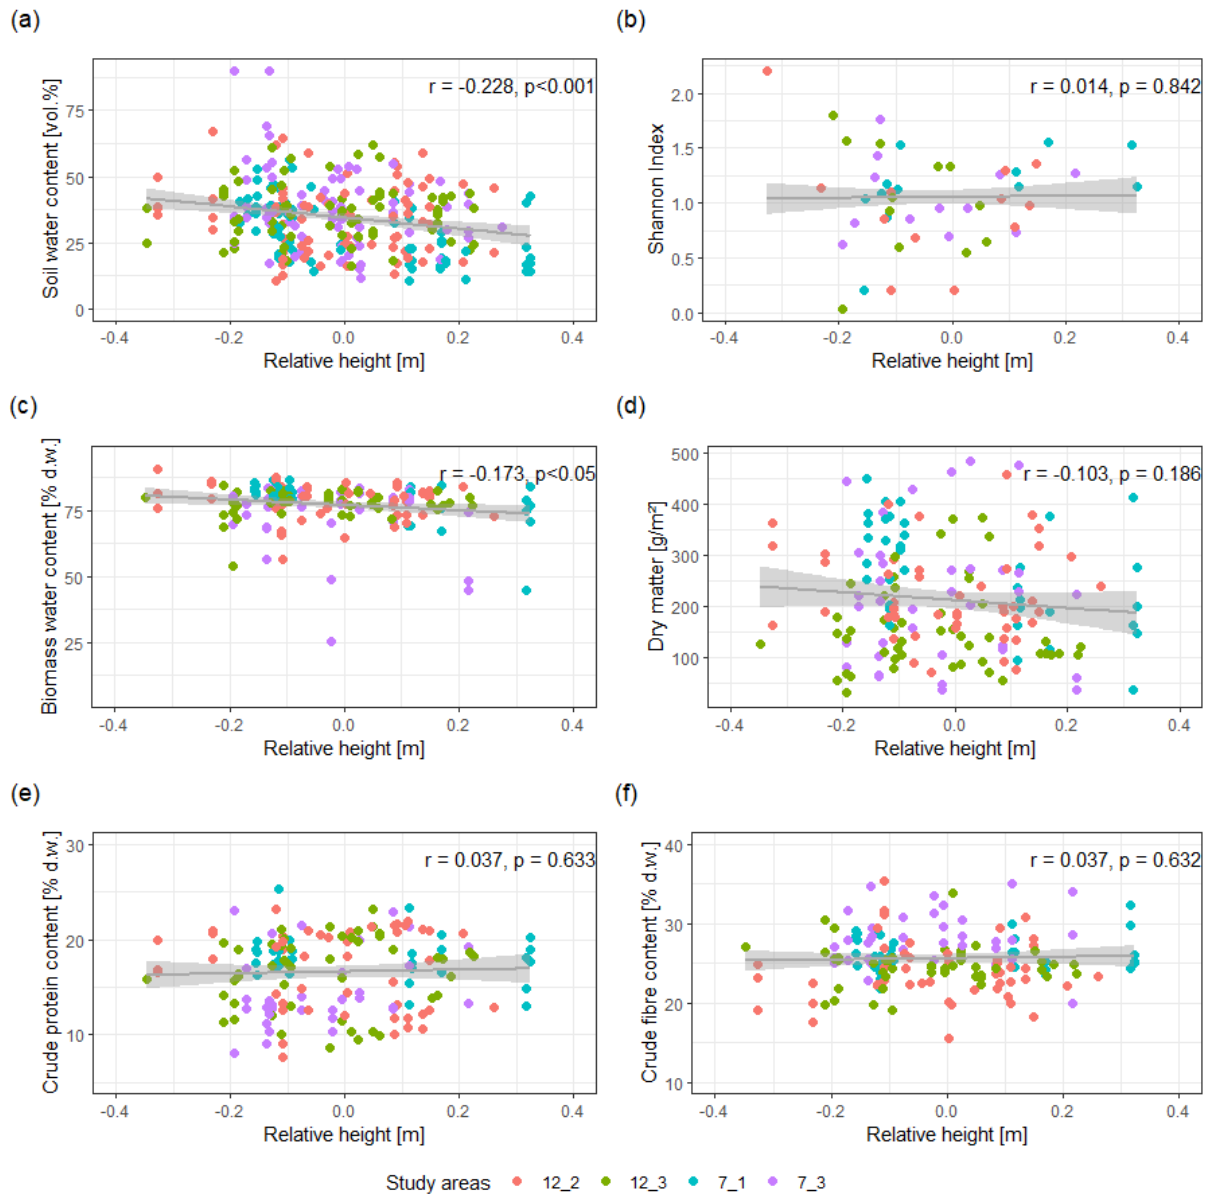 (a)
r = -0.228, p<0.001
Soil water content [vol.%]
75
50
25
0
-0.4 -0.2 0.0 0.2 0.4
Relative height [m]
(b)
r = 0.014, p = 0.842
Shannon Index
2.0
1.5
1.0
0.5
0.0
-0.4 -0.2 0.0 0.2 0.4
Relative height [m]
(c)
r = -0.173, p<0.05
Biomass water content [% d.w.]
75
50
25
-0.4 -0.2 0.0 0.2 0.4
Relative height [m]
(d)
r = -0.103, p = 0.186
Dry matter [g/m²]
500
400
300
200
100
-0.4 -0.2 0.0 0.2 0.4
Relative height [m]
(e)
r = 0.037, p = 0.633
Crude protein content [% d.w.]
30
20
10
-0.4 -0.2 0.0 0.2 0.4
Relative height [m]
(f)
r = 0.037, p = 0.632
Crude fibre content [% d.w.]
40
30
20
10
-0.4 -0.2 0.0 0.2 0.4
Relative height [m]
Study areas 12_2 12_3 7_1 7_3